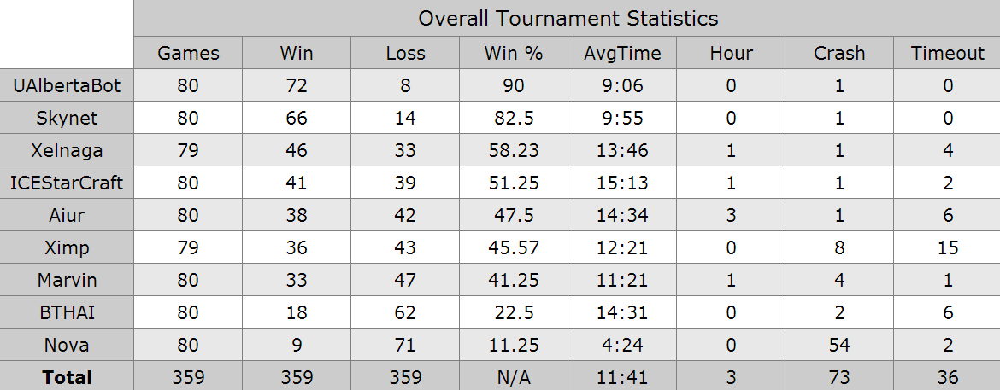 Overall Tournament Statistics
Games Win Loss Win % AvgTime Hour Crash Timeout
UAlbertaBot 80 72 8 90 9:06 0 1 0
Skynet 80 66 14 82.5 9:55 0 1 0
Xelnaga 79 46 33 58.23 13:46 1 1 4
ICEStarCraft 80 41 39 51.25 15:13 1 1 2
Aiur 80 38 42 47.5 14:34 3 1 6
Ximp 79 36 43 45.57 12:21 0 8 15
Marvin 80 33 47 41.25 11:21 1 4 1
BTHAI 80 18 62 22.5 14:31 0 2 6
Nova 80 9 71 11.25 4:24 0 54 2
Total 359 359 359 N/A 11:41 3 73 36